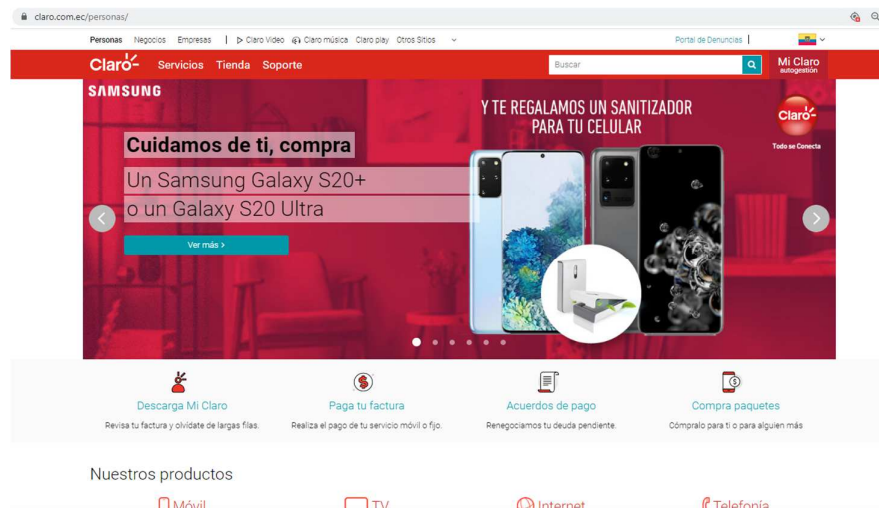 claro.com.ec/personas/
Personas Negocios Empresas | Claro Video Claro música Claro play Otros Sitios Portal de Denuncias |
Claro- Servicios Tienda Soporte Buscar Mi Claro
autogestión
SAMSUNG
Y TE REGALAMOS UN SANITIZADOR
PARA TU CELULAR
Claro-
Todo se Conecta
Cuidamos de ti, compra
Un Samsung Galaxy S20+
o un Galaxy S20 Ultra
Ver más >
Descarga Mi Claro Paga tu factura Acuerdos de pago Compra paquetes
Revisa tu factura y olvídate de largas filas. Realiza el pago de tu servicio móvil o fijo. Renegociamos tu deuda pendiente. Cómpralo para ti o para alguien más
Nuestros productos
Móvil TV Internet Telefonía